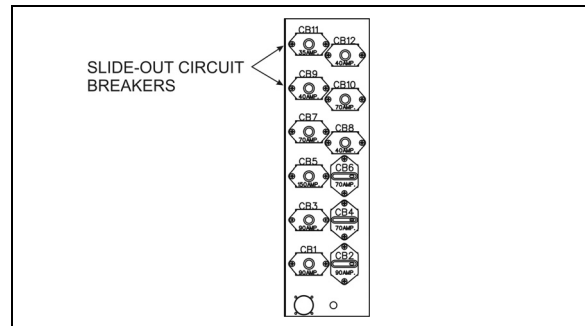 CB11
35AMP.
CB12
40AMP.
SLIDE-OUT CIRCUIT
BREAKERS
CB9
40AMP.
CB10
70AMP.
CB7
70AMP.
CB8
40AMP.
CB5
150AMP.
CB6
70AMP.
CB3
90AMP.
CB4
70AMP.
CB1
90AMP.
CB2
90AMP.